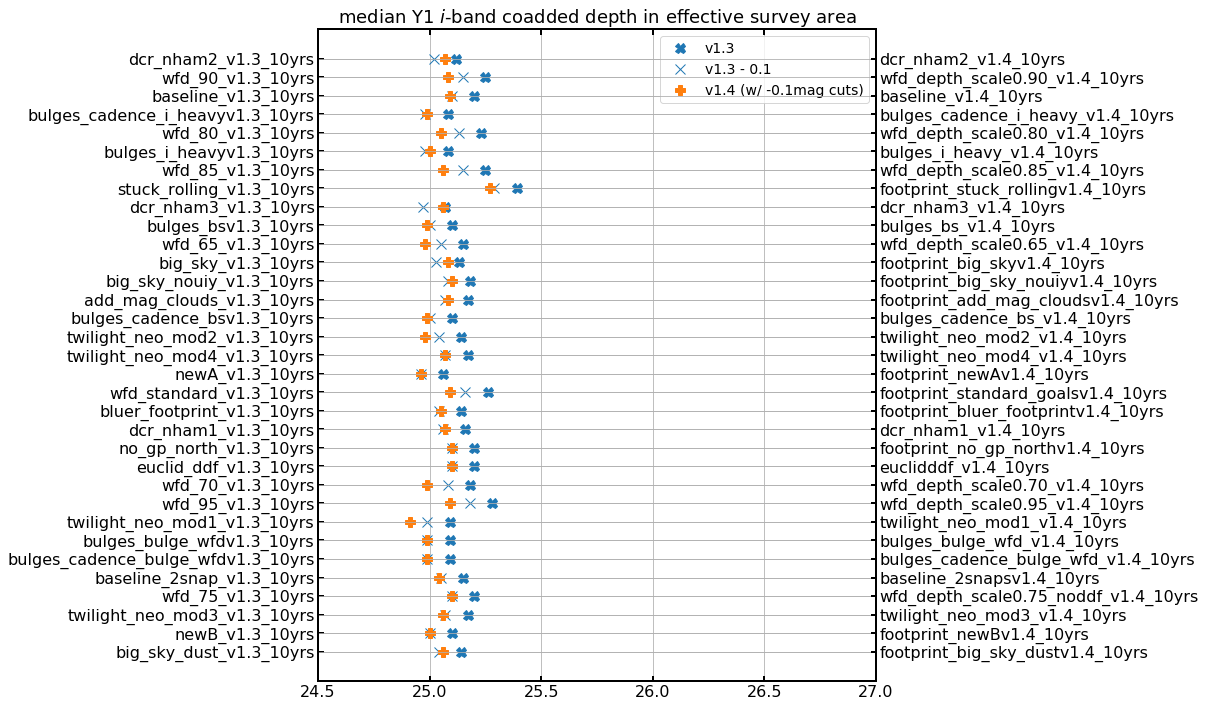 median Y1 i-band coadded depth in effective survey area
v1.3
v1.3 - 0.1
v1.4 (w/ -0.1mag cuts)
dcr_nham2_v1.3_10yrs dcr_nham2_v1.4_10yrs
wfd_90_v1.3_10yrs wfd_depth_scale0.90_v1.4_10yrs
baseline_v1.3_10yrs baseline_v1.4_10yrs
bulges_cadence_i_heavyv1.3_10yrs bulges_cadence_i_heavy_v1.4_10yrs
wfd_80_v1.3_10yrs wfd_depth_scale0.80_v1.4_10yrs
bulges_i_heavyv1.3_10yrs bulges_i_heavy_v1.4_10yrs
wfd_85_v1.3_10yrs wfd_depth_scale0.85_v1.4_10yrs
stuck_rolling_v1.3_10yrs footprint_stuck_rollingv1.4_10yrs
dcr_nham3_v1.3_10yrs dcr_nham3_v1.4_10yrs
bulges_bsv1.3_10yrs bulges_bs_v1.4_10yrs
wfd_65_v1.3_10yrs wfd_depth_scale0.65_v1.4_10yrs
big_sky_v1.3_10yrs footprint_big_skyv1.4_10yrs
big_sky_nouiy_v1.3_10yrs footprint_big_sky_nouiyv1.4_10yrs
add_mag_clouds_v1.3_10yrs footprint_add_mag_cloudsv1.4_10yrs
bulges_cadence_bsv1.3_10yrs bulges_cadence_bs_v1.4_10yrs
twilight_neo_mod2_v1.3_10yrs twilight_neo_mod2_v1.4_10yrs
twilight_neo_mod4_v1.3_10yrs twilight_neo_mod4_v1.4_10yrs
newA_v1.3_10yrs footprint_newAv1.4_10yrs
wfd_standard_v1.3_10yrs footprint_standard_goalsv1.4_10yrs
bluer_footprint_v1.3_10yrs footprint_bluer_footprintv1.4_10yrs
dcr_nham1_v1.3_10yrs dcr_nham1_v1.4_10yrs
no_gp_north_v1.3_10yrs footprint_no_gp_northv1.4_10yrs
euclid_ddf_v1.3_10yrs euclidddf_v1.4_10yrs
wfd_70_v1.3_10yrs wfd_depth_scale0.70_v1.4_10yrs
wfd_95_v1.3_10yrs wfd_depth_scale0.95_v1.4_10yrs
twilight_neo_mod1_v1.3_10yrs twilight_neo_mod1_v1.4_10yrs
bulges_bulge_wfdv1.3_10yrs bulges_bulge_wfd_v1.4_10yrs
bulges_cadence_bulge_wfdv1.3_10yrs bulges_cadence_bulge_wfd_v1.4_10yrs
baseline_2snap_v1.3_10yrs baseline_2snapsv1.4_10yrs
wfd_75_v1.3_10yrs wfd_depth_scale0.75_noddf_v1.4_10yrs
twilight_neo_mod3_v1.3_10yrs twilight_neo_mod3_v1.4_10yrs
newB_v1.3_10yrs footprint_newBv1.4_10yrs
big_sky_dust_v1.3_10yrs footprint_big_sky_dustv1.4_10yrs
24.5 25.0 25.5 26.0 26.5 27.0